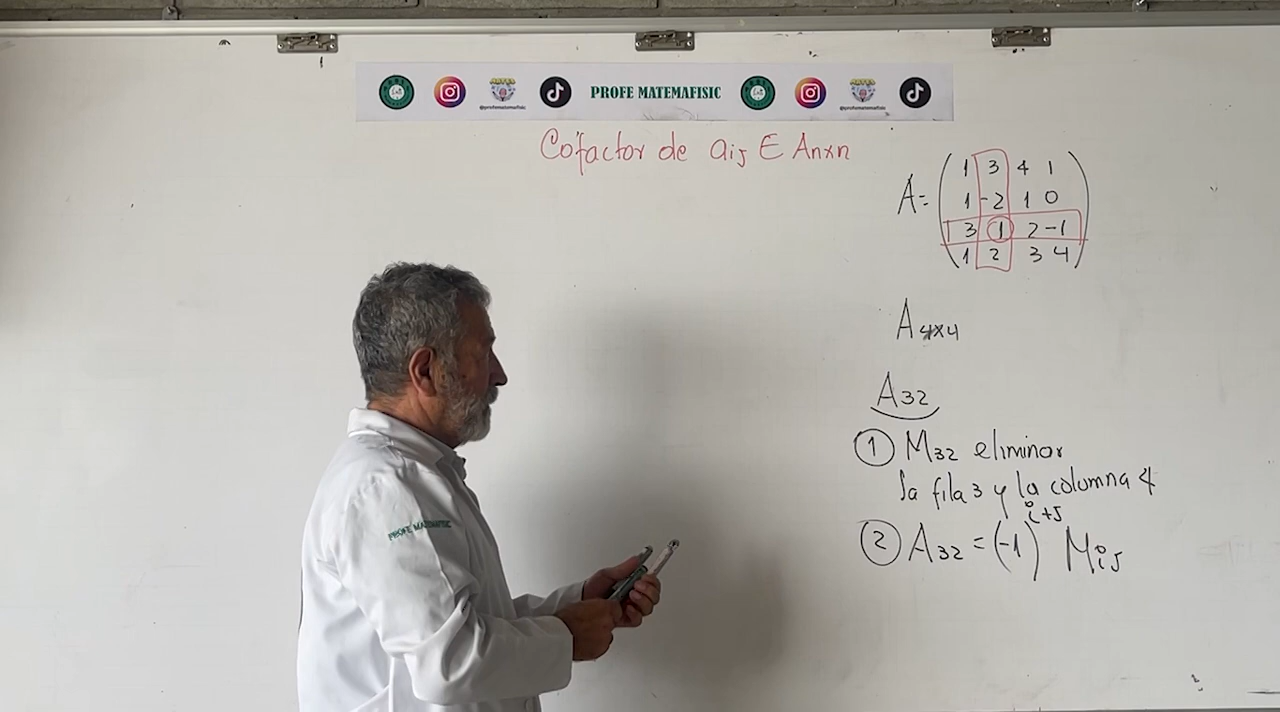 PROFE MATEMAFISIC
@profematemafisic
@profematemafisic
Cofactor de aij E Anxn
A= ( 1 3 4 1
1 -2 1 0
3 1 2 -1
1 2 3 4 )
A4x4
A32
① M32 eliminar
la fila 3 y la columna 4
② A32 = (-1)^i+j Mij
PROFE MATEMAFISIC